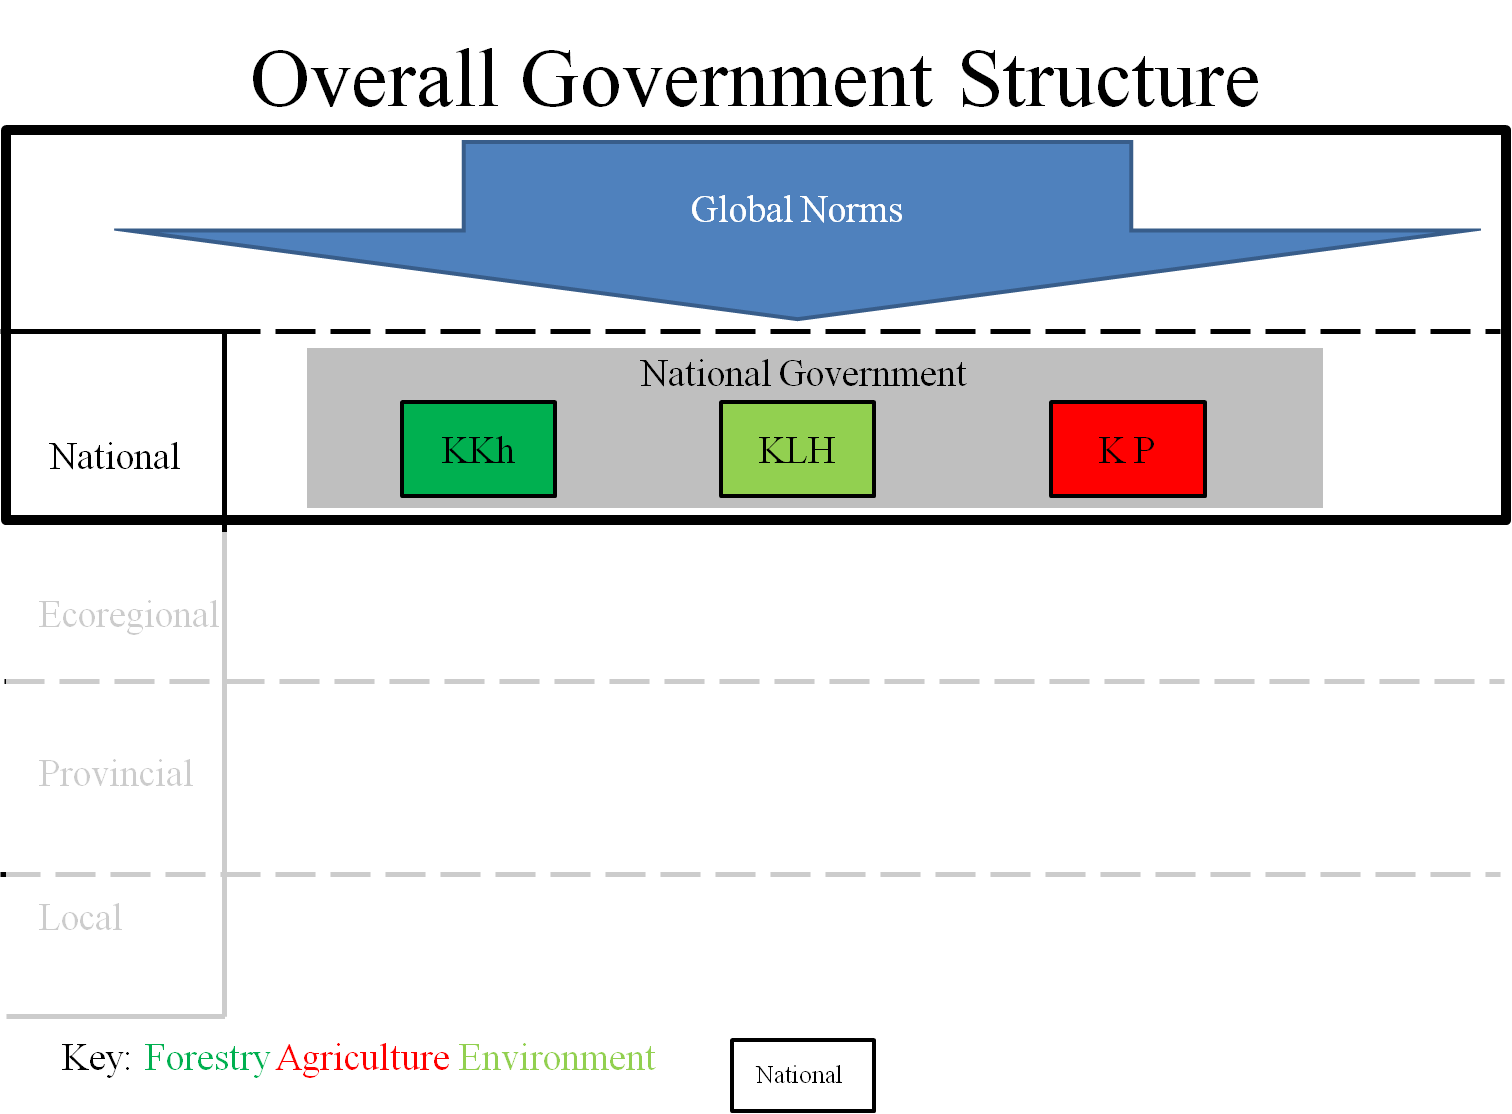 Overall Government Structure
Global Norms
National Government
National
KKh
KLH
K P
Ecoregional
Provincial
Local
Key: Forestry Agriculture Environment
National